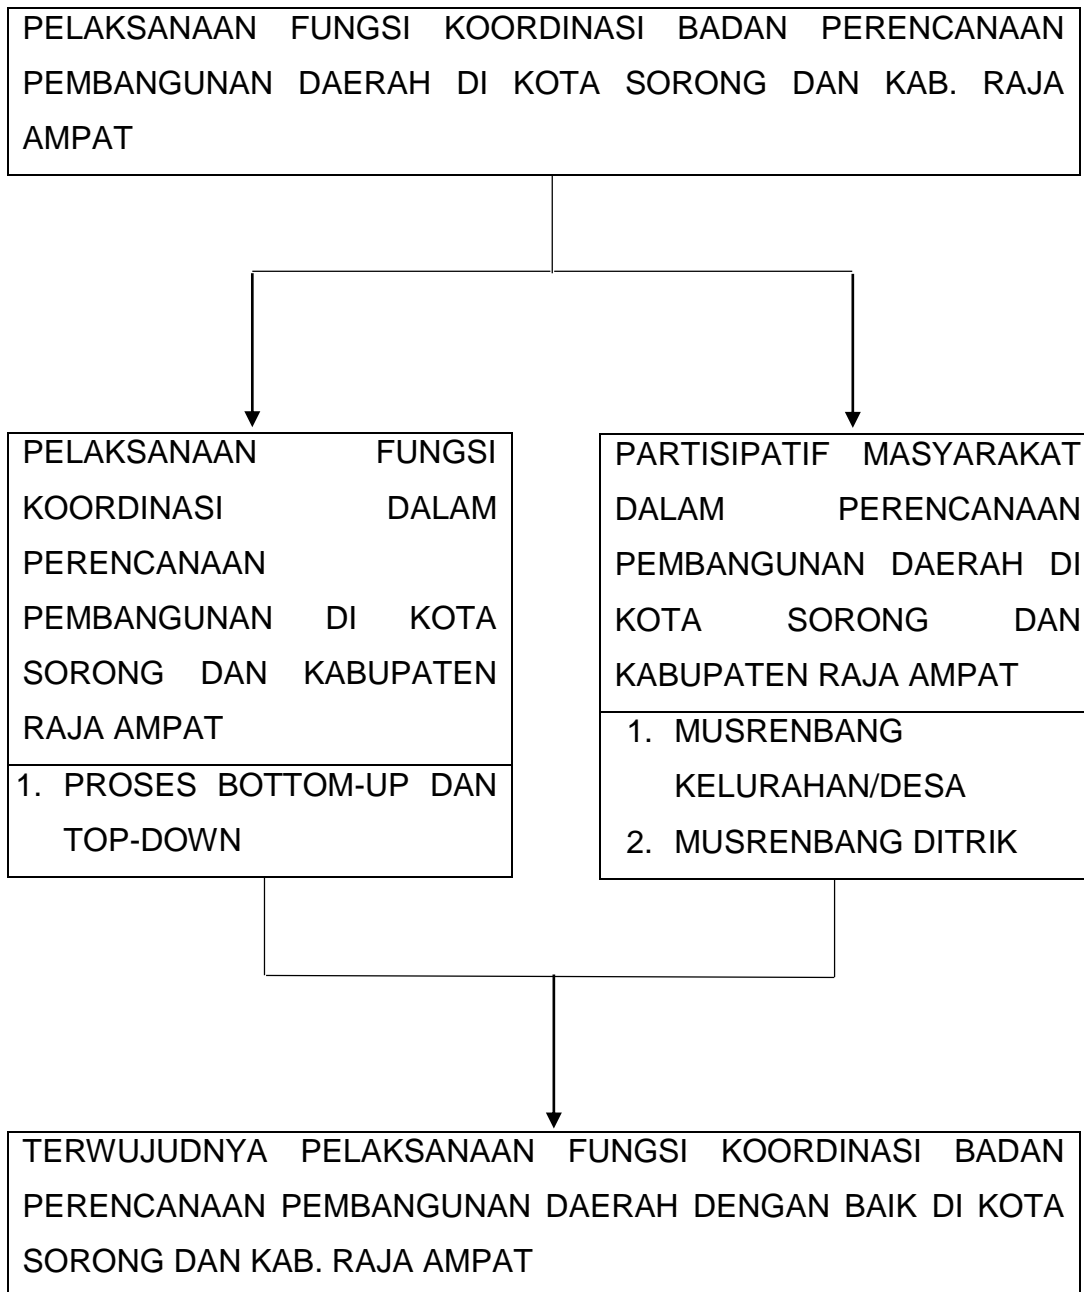 PELAKSANAAN FUNGSI KOORDINASI BADAN PERENCANAAN
PEMBANGUNAN DAERAH DI KOTA SORONG DAN KAB. RAJA
AMPAT
PELAKSANAAN FUNGSI
KOORDINASI DALAM
PERENCANAAN
PEMBANGUNAN DI KOTA
SORONG DAN KABUPATEN
RAJA AMPAT
1. PROSES BOTTOM-UP DAN
TOP-DOWN
PARTISIPATIF MASYARAKAT
DALAM PERENCANAAN
PEMBANGUNAN DAERAH DI
KOTA SORONG DAN
KABUPATEN RAJA AMPAT
1. MUSRENBANG
KELURAHAN/DESA
2. MUSRENBANG DITRIK
TERWUJUDNYA PELAKSANAAN FUNGSI KOORDINASI BADAN
PERENCANAAN PEMBANGUNAN DAERAH DENGAN BAIK DI KOTA
SORONG DAN KAB. RAJA AMPAT